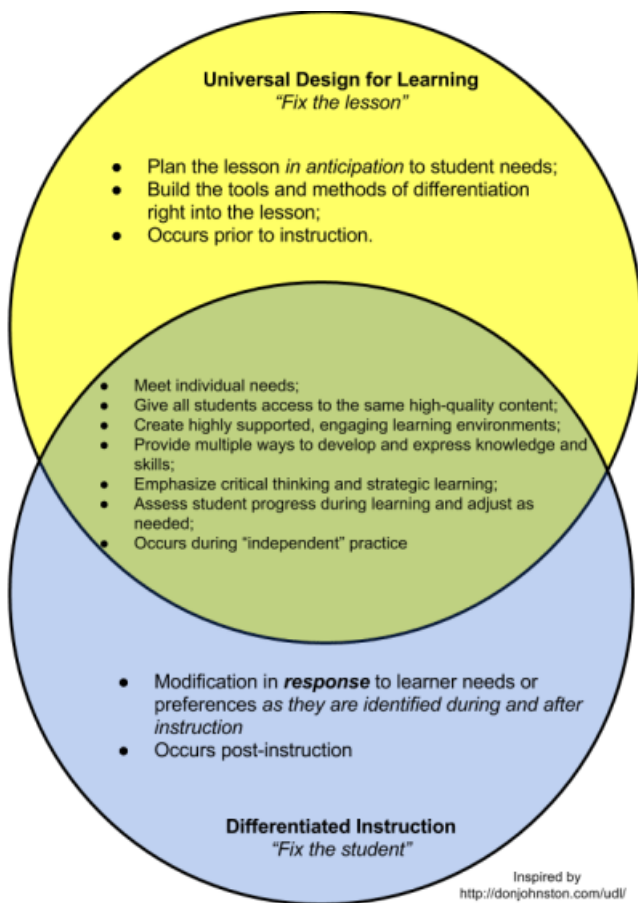 Universal Design for Learning
"Fix the lesson"
● Plan the lesson in anticipation to student needs;
● Build the tools and methods of differentiation
right into the lesson;
● Occurs prior to instruction.
● Meet individual needs;
● Give all students access to the same high-quality content;
● Create highly supported, engaging learning environments;
● Provide multiple ways to develop and express knowledge and
skills;
● Emphasize critical thinking and strategic learning;
● Assess student progress during learning and adjust as
needed;
● Occurs during "independent" practice
● Modification in response to learner needs or
preferences as they are identified during and after
instruction
● Occurs post-instruction
Differentiated Instruction
"Fix the student"
Inspired by
http://donjohnston.com/udl/